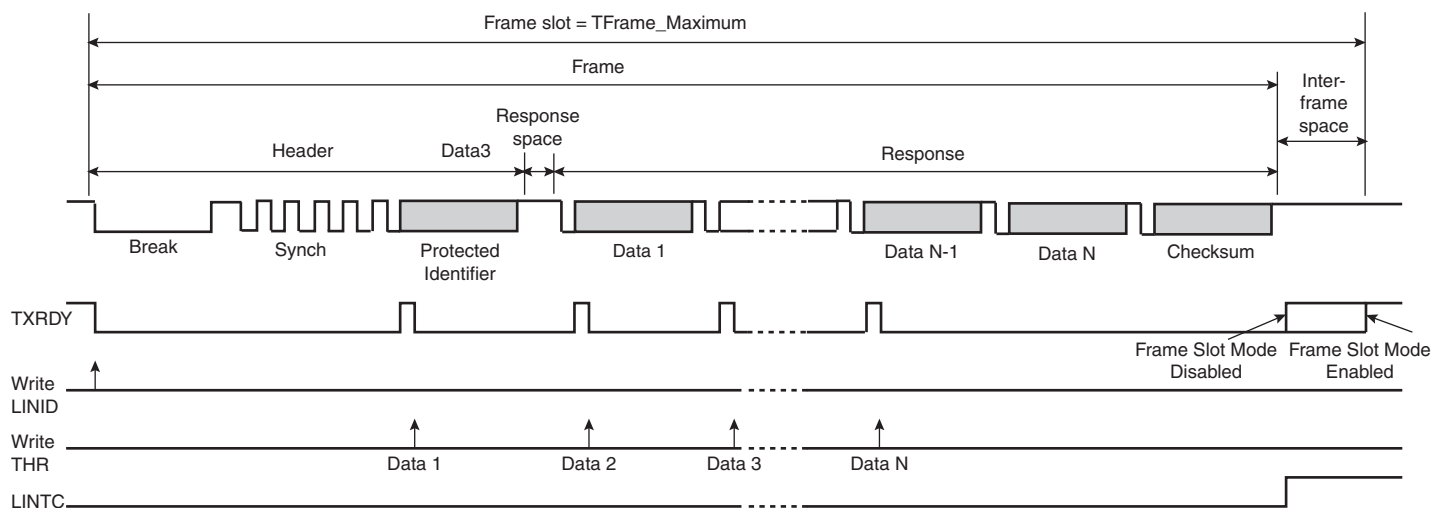 Frame slot = TFrame_Maximum
Frame
Inter-
frame
space
Response
space
Header
Data3
Response
Break
Synch
Protected
Identifier
Data 1
Data N-1
Data N
Checksum
TXRDY
Frame Slot Mode
Disabled
Frame Slot Mode
Enabled
Write
LINID
Write
THR
Data 1
Data 2
Data 3
Data N
LINTC